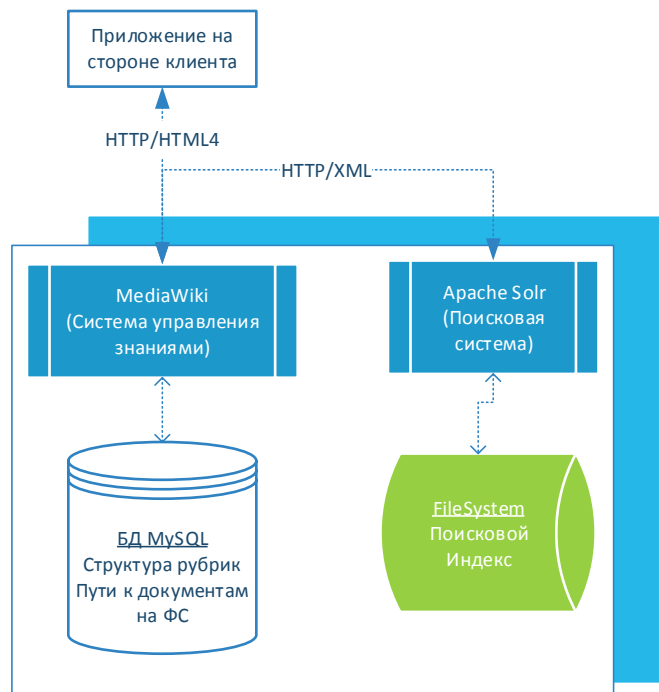 Приложение на
стороне клиента
HTTP/HTML4
HTTP/XML
MediaWiki
(Система управления
знаниями)
Apache Solr
(Поисковая
система)
БД MySQL
Структура рубрик
Пути к документам
на ФС
FileSystem
Поисковой
Индекс